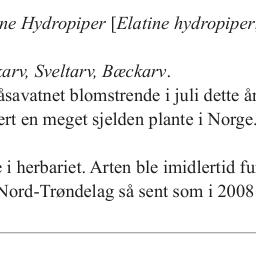 ne Hydropiper [Elatine hydropiper
karv, Sveltarv, Bæckarv.
åsavatnet blomstrende i juli dette år
ert en meget sjelden plante i Norge.
e i herbariet. Arten ble imidlertid fu
Nord-Trøndelag så sent som i 2008